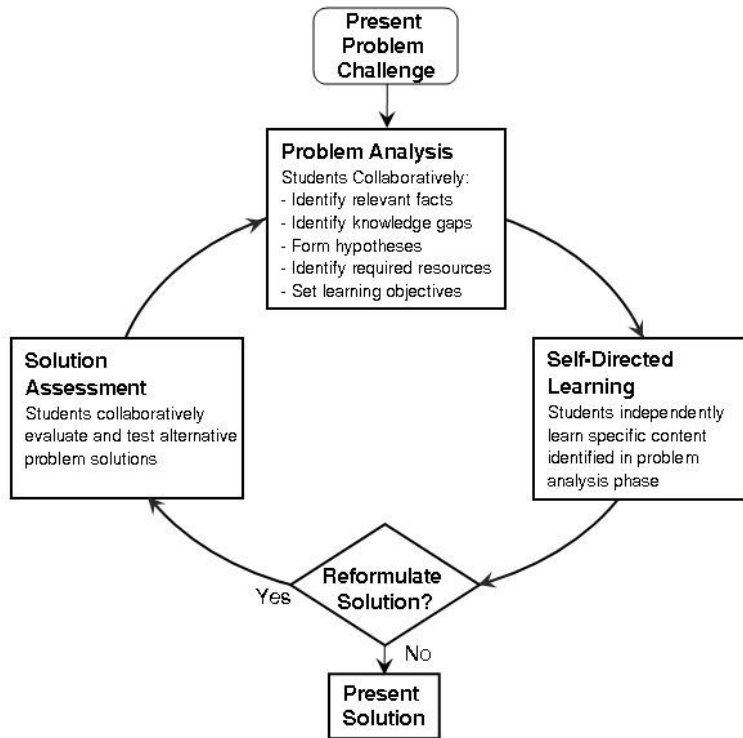 Present
Problem
Challenge
Problem Analysis
Students Collaboratively:
- Identify relevant facts
- Identify knowledge gaps
- Form hypotheses
- Identify required resources
- Set learning objectives
Self-Directed
Learning
Students independently
learn specific content
identified in problem
analysis phase
Solution
Assessment
Students collaboratively
evaluate and test alternative
problem solutions
Reformulate
Solution?
Yes
No
Present
Solution